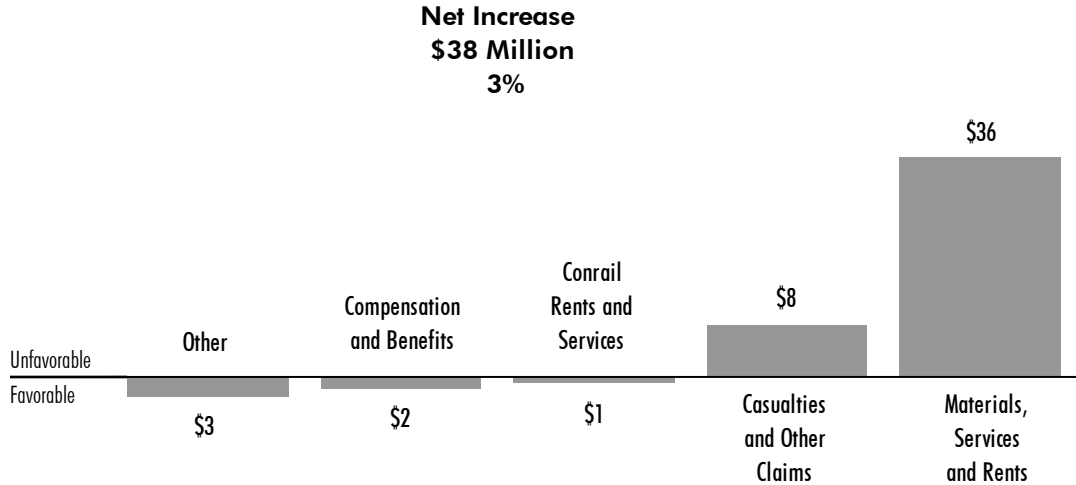 Net Increase
$38 Million
3%
$36
Conrail
Rents and
Services
Compensation
and Benefits
Other
$8
Unfavorable
Favorable
$3
$2
$1
Casualties
and Other
Claims
Materials,
Services
and Rents